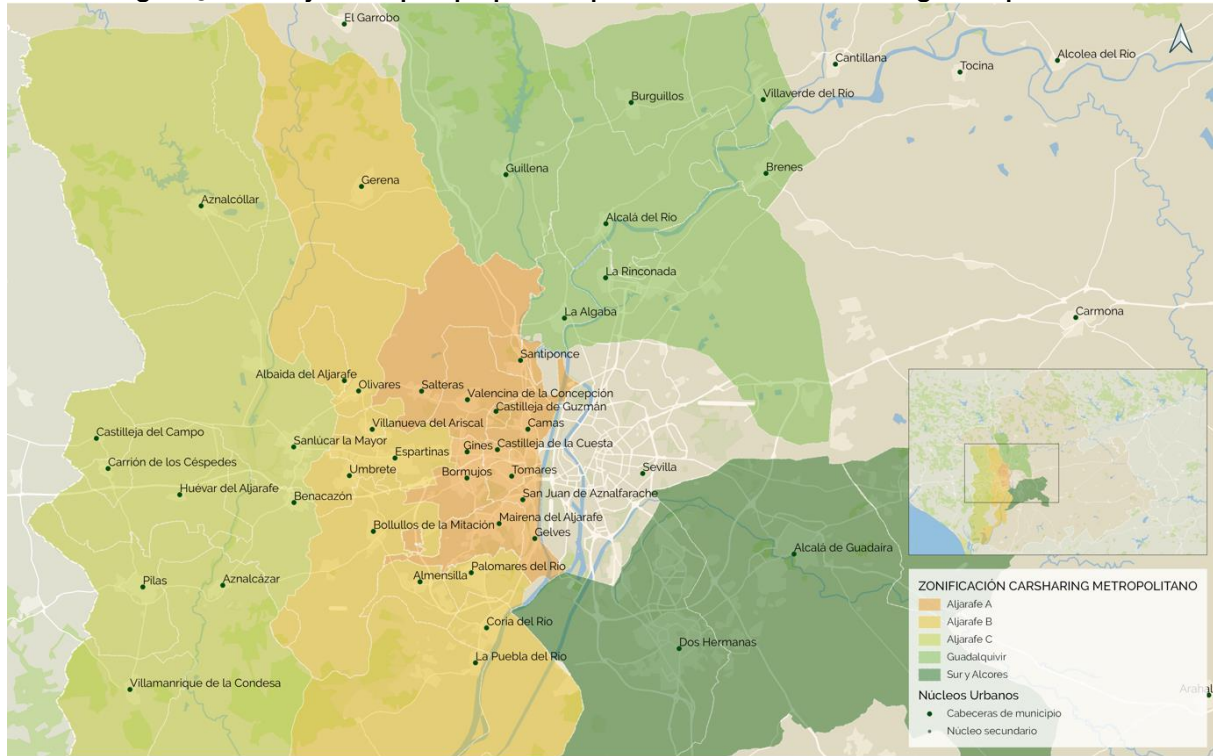 El Garrobo
Cantillana
Alcolea del Río
Tocina
Burguillos
Villaverde del Río
Guillena
Brenes
Gerena
Aznalcóllar
Alcalá del Río
La Rinconada
La Algaba
Carmona
Santiponce
Albaida del Aljarafe
Olivares
Salteras
Valencina de la Concepción
Castilleja de Guzmán
Villanueva del Ariscal
Camas
Castilleja del Campo
Sanlúcar la Mayor
Gines
Castilleja de la Cuesta
Espartinas
Carrión de los Céspedes
Umbrete
Bormujos
Tomares
Sevilla
Huévar del Aljarafe
Benacazón
San Juan de Aznalfarache
Bollullos de la Mitación
Mairena del Aljarafe
Gelves
Alcalá de Guadaíra
Palomares del Río
Pilas
Aznalcázar
Almensilla
Coria del Río
Dos Hermanas
La Puebla del Río
Villamanrique de la Condesa
ZONIFICACIÓN CARSHARING METROPOLITANO
Aljarafe A
Aljarafe B
Aljarafe C
Guadalquivir
Sur y Alcores
Núcleos Urbanos
Cabeceras de municipio
Núcleo secundario